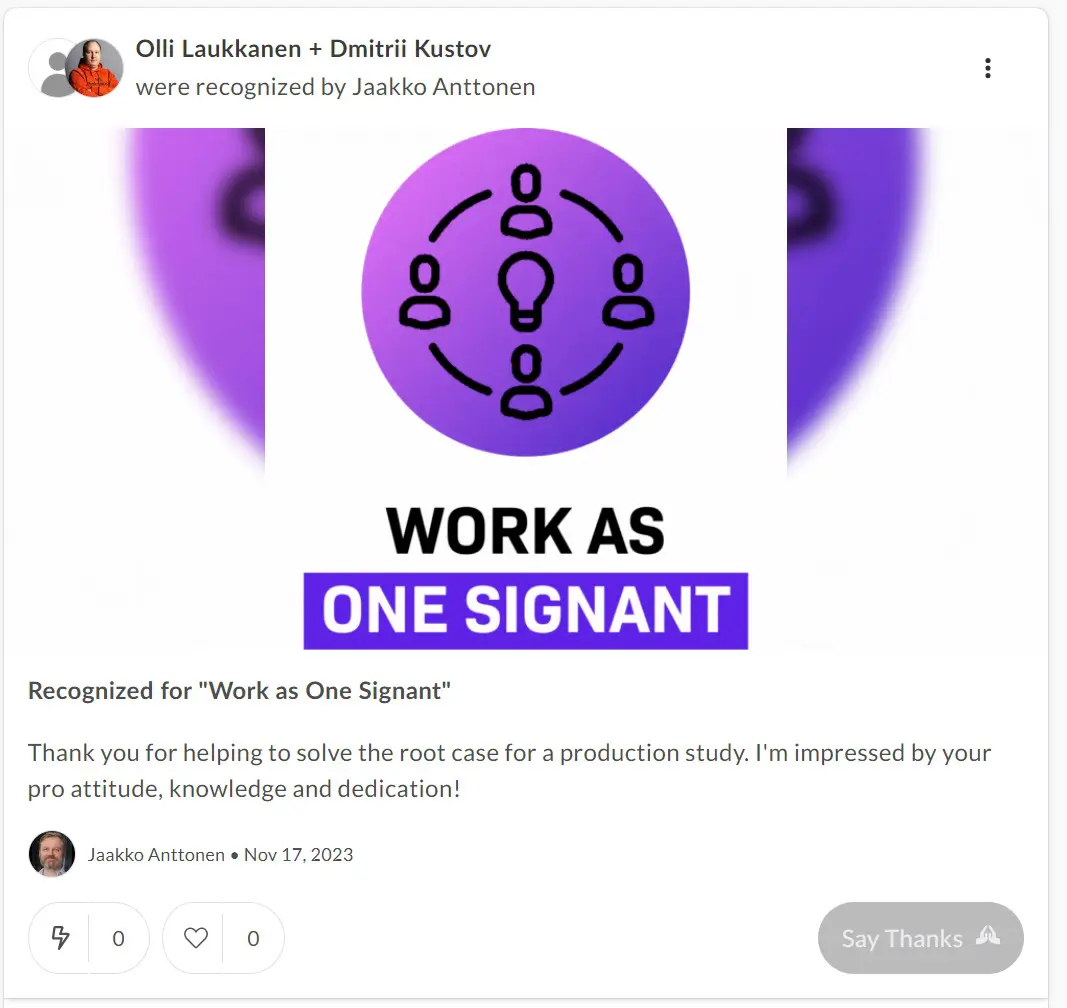 Olli Laukkanen + Dmitrii Kustov
were recognized by Jaakko Anttonen
WORK AS
ONE SIGNANT
Recognized for "Work as One Signant"
Thank you for helping to solve the root case for a production study. I'm impressed by your
pro attitude, knowledge and dedication!
Jaakko Anttonen • Nov 17, 2023
0
0
Say Thanks